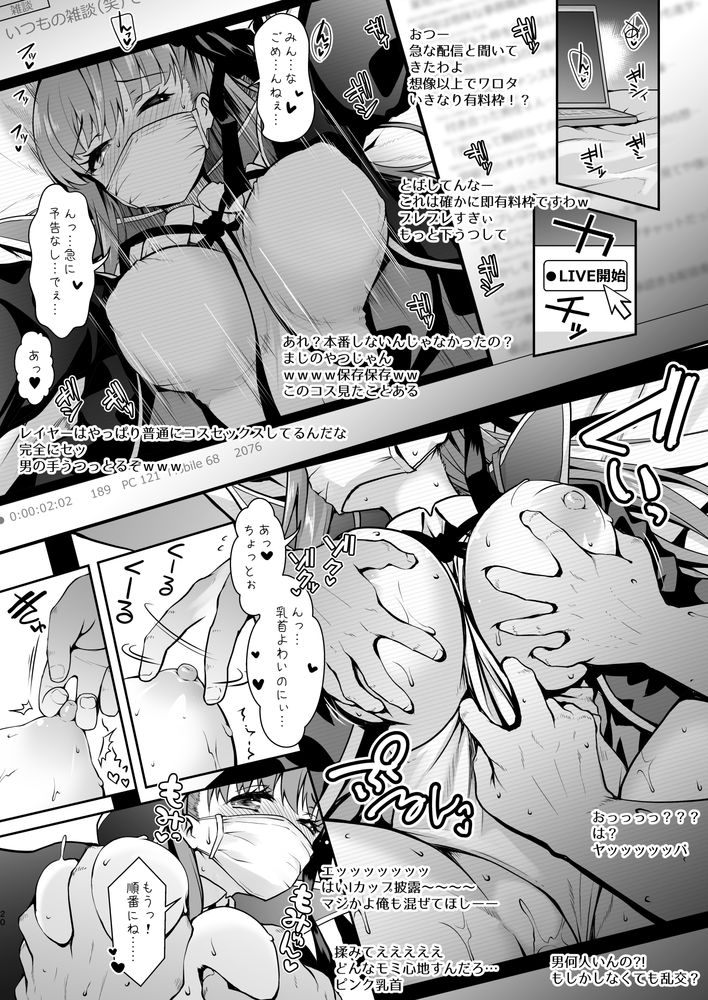 雑談
いつもの雑談(笑)で
カ
●LIVE開始
チッ
おつー
急な配信と聞いて
きたわよ
想像以上でワロタ
いきなり有料枠！？
みん…な
ごめ…んねぇ…
とばしてんなー
これは確かに即有料枠ですわw
ブレブレすぎぃ
もっと下うつして
んっ…急に
予告なし…でぇ…
あっ
あれ？本番しないんじゃなかったの？
まじのやつじゃん
wwww保存保存ww
このコス見たことある
レイヤーはやっぱり普通にコスセックスしてるんだな
完全にセッ
男の手うつっとるぞwww
0:00:02:02 189 PC 121 Mobile 68 2076
あっ
ちょっとぉ
んっ…
乳首よわいのにぃ…
くーる
くーる
おっっっっ？？？
は？
ヤッッッッッバ
もみっ
もみっ
もうっ！
順番にね…
エッッッッッッッ
はいIカップ披露〜〜〜〜
マジかよ俺も混ぜてほしーー
揉みてえええええ
どんなモミ心地すんだろ…
ピンク乳首
男何人いんの?!
もしかしなくても乱交？
20